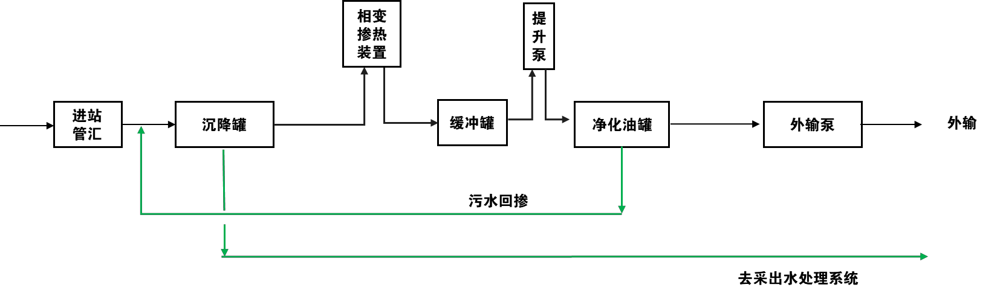 相变
掺热
装置
提
升
泵
进站
管汇
沉降罐
缓冲罐
净化油罐
外输泵
外输
污水回掺
去采出水处理系统